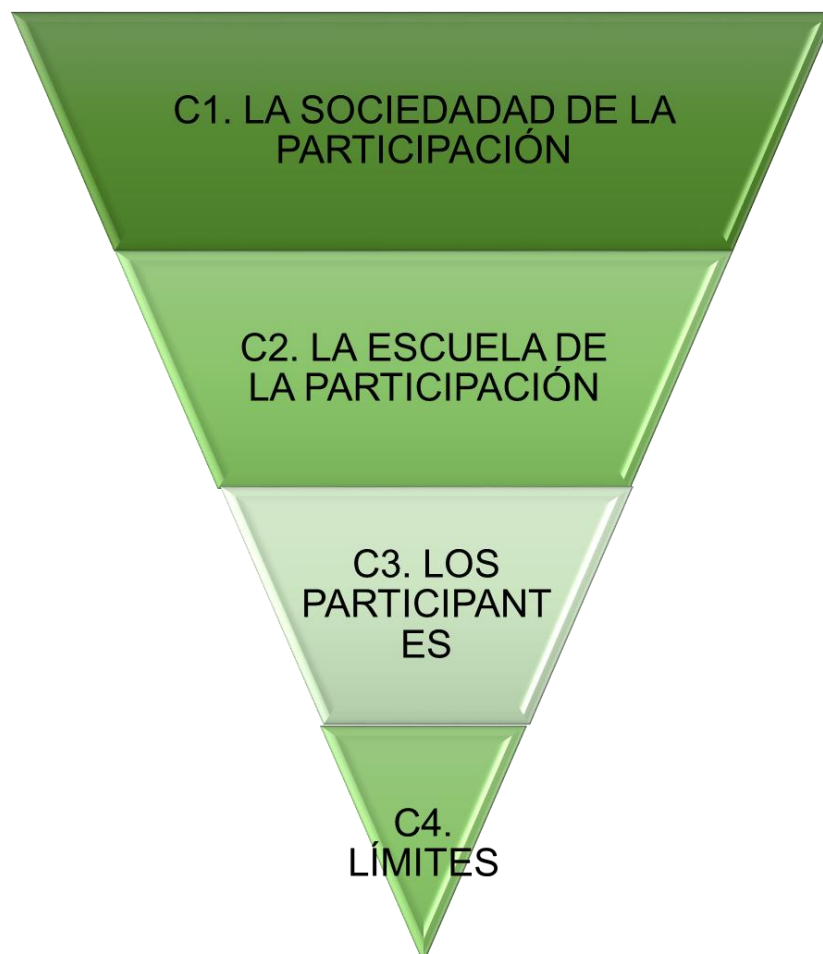 C1. LA SOCIEDADAD DE LA
PARTICIPACIÓN
C2. LA ESCUELA DE
LA PARTICIPACIÓN
C3. LOS
PARTICIPANT
ES
C4.
LÍMITES